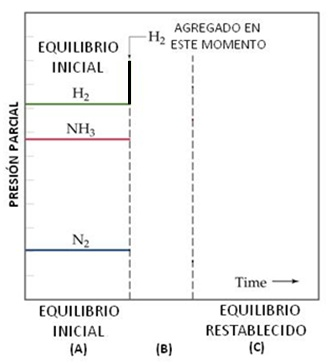 AGREGADO EN
H₂ ESTE MOMENTO
EQUILIBRIO
INICIAL
H₂
NH₃
N₂
PRESIÓN PARCIAL
Time
EQUILIBRIO
INICIAL
(A)
(B)
EQUILIBRIO
RESTABLECIDO
(C)